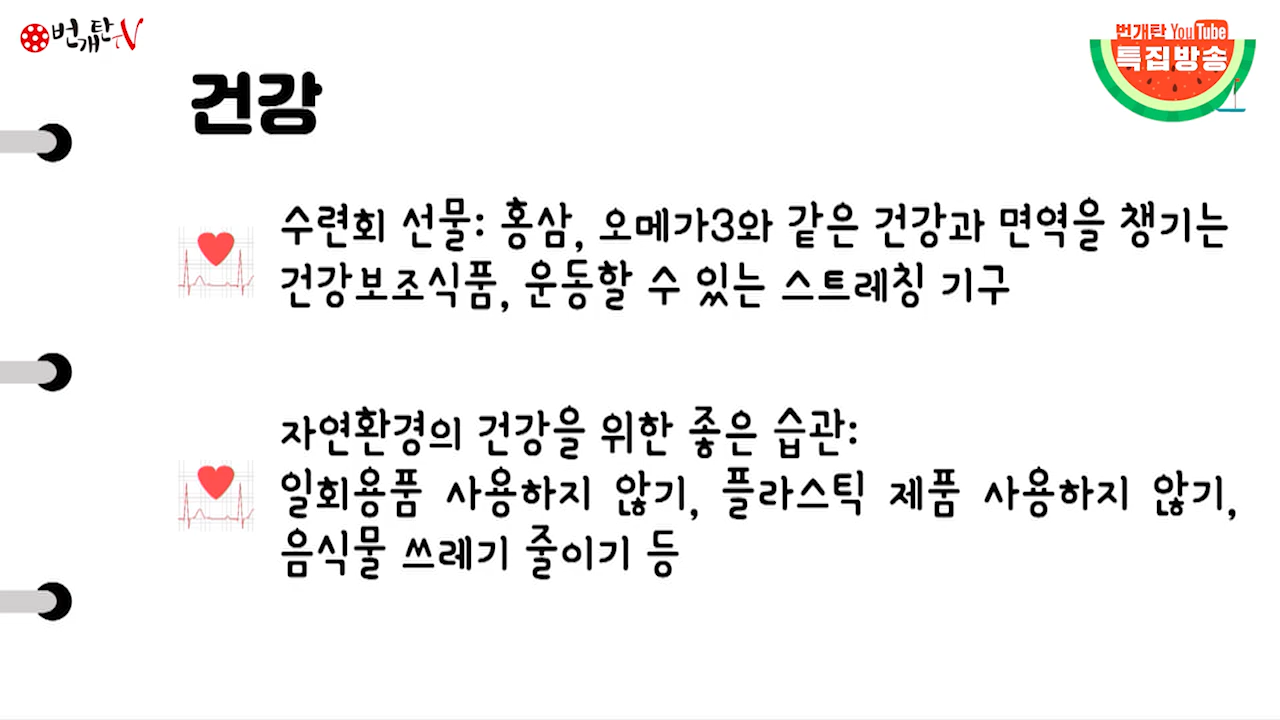 번개탄TV
번개탄 YouTube
특집방송
건강
수련회 선물: 홍삼, 오메가3와 같은 건강과 면역을 챙기는
건강보조식품, 운동할 수 있는 스트레칭 기구
자연환경의 건강을 위한 좋은 습관:
일회용품 사용하지 않기, 플라스틱 제품 사용하지 않기,
음식물 쓰레기 줄이기 등